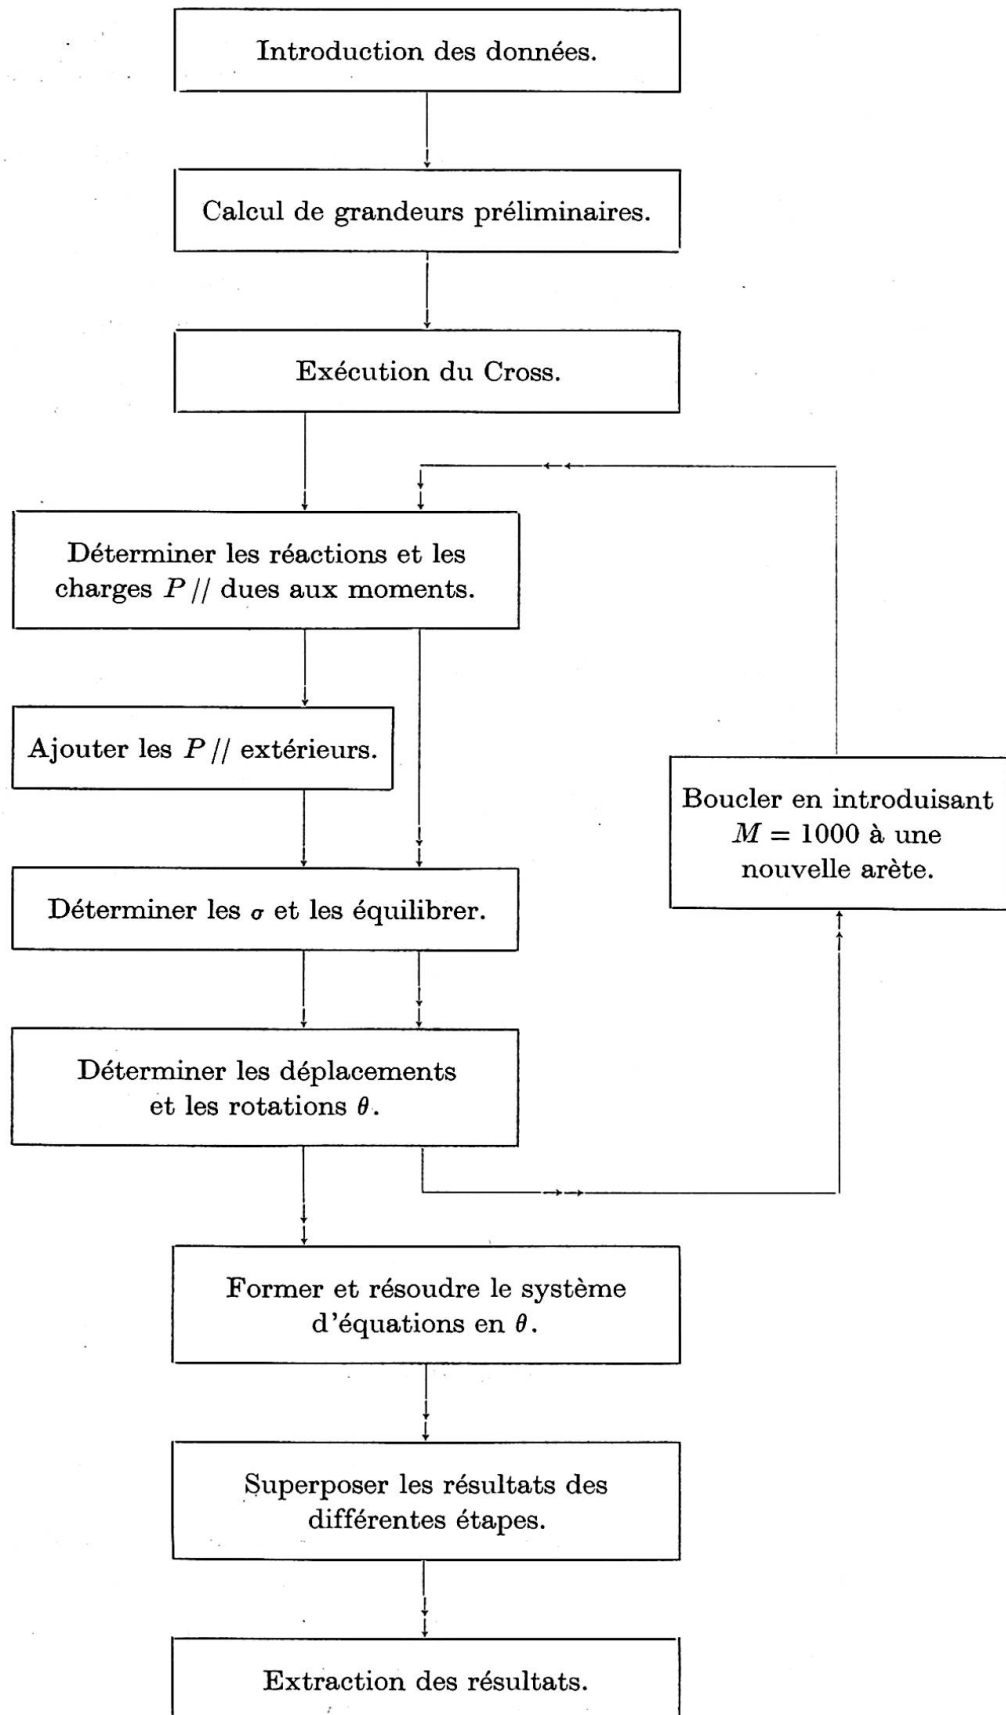 Introduction des données.
Calcul de grandeurs préliminaires.
Exécution du Cross.
Déterminer les réactions et les
charges P // dues aux moments.
Ajouter les P // extérieurs.
Boucler en introduisant
M = 1000 à une
nouvelle arète.
Déterminer les σ et les équilibrer.
Déterminer les déplacements
et les rotations θ.
Former et résoudre le système
d'équations en θ.
Superposer les résultats des
différentes étapes.
Extraction des résultats.